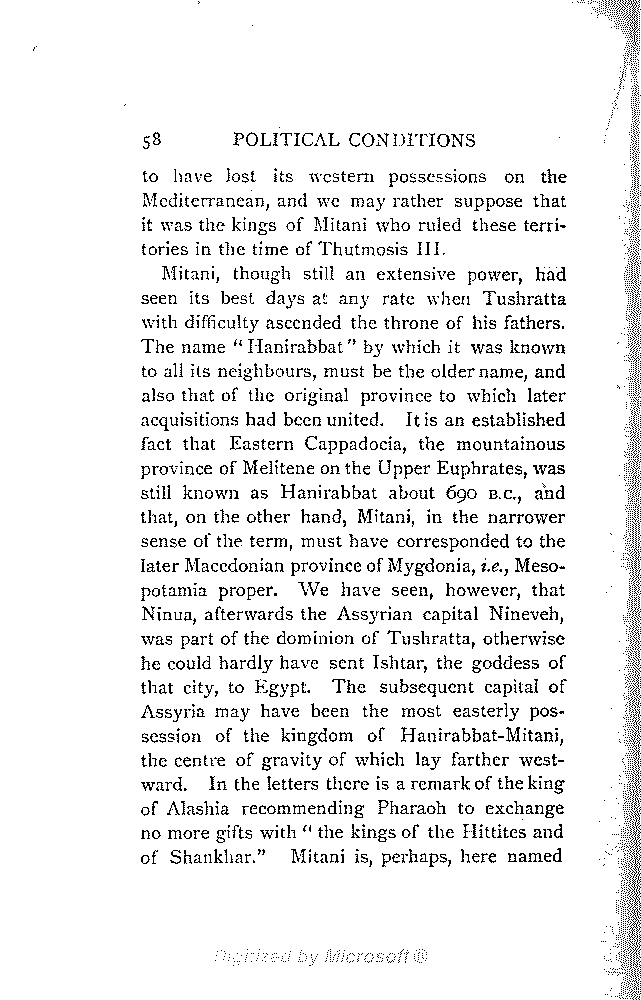 58 POLITICAL CONDITIONS
to have lost its western possessions on the
Mediterranean, and we may rather suppose that
it was the kings of Mitani who ruled these terri-
tories in the time of Thutmosis III.
Mitani, though still an extensive power, had
seen its best days at any rate when Tushratta
with difficulty ascended the throne of his fathers.
The name "Hanirabbat" by which it was known
to all its neighbours, must be the older name, and
also that of the original province to which later
acquisitions had been united. It is an established
fact that Eastern Cappadocia, the mountainous
province of Melitene on the Upper Euphrates, was
still known as Hanirabbat about 690 B.C., and
that, on the other hand, Mitani, in the narrower
sense of the term, must have corresponded to the
later Macedonian province of Mygdonia, i.e., Meso-
potamia proper. We have seen, however, that
Ninua, afterwards the Assyrian capital Nineveh,
was part of the dominion of Tushratta, otherwise
he could hardly have sent Ishtar, the goddess of
that city, to Egypt. The subsequent capital of
Assyria may have been the most easterly pos-
session of the kingdom of Hanirabbat-Mitani,
the centre of gravity of which lay farther west-
ward. In the letters there is a remark of the king
of Alashia recommending Pharaoh to exchange
no more gifts with "the kings of the Hittites and
of Shankhar." Mitani is, perhaps, here named
Digitized by Microsoft ®